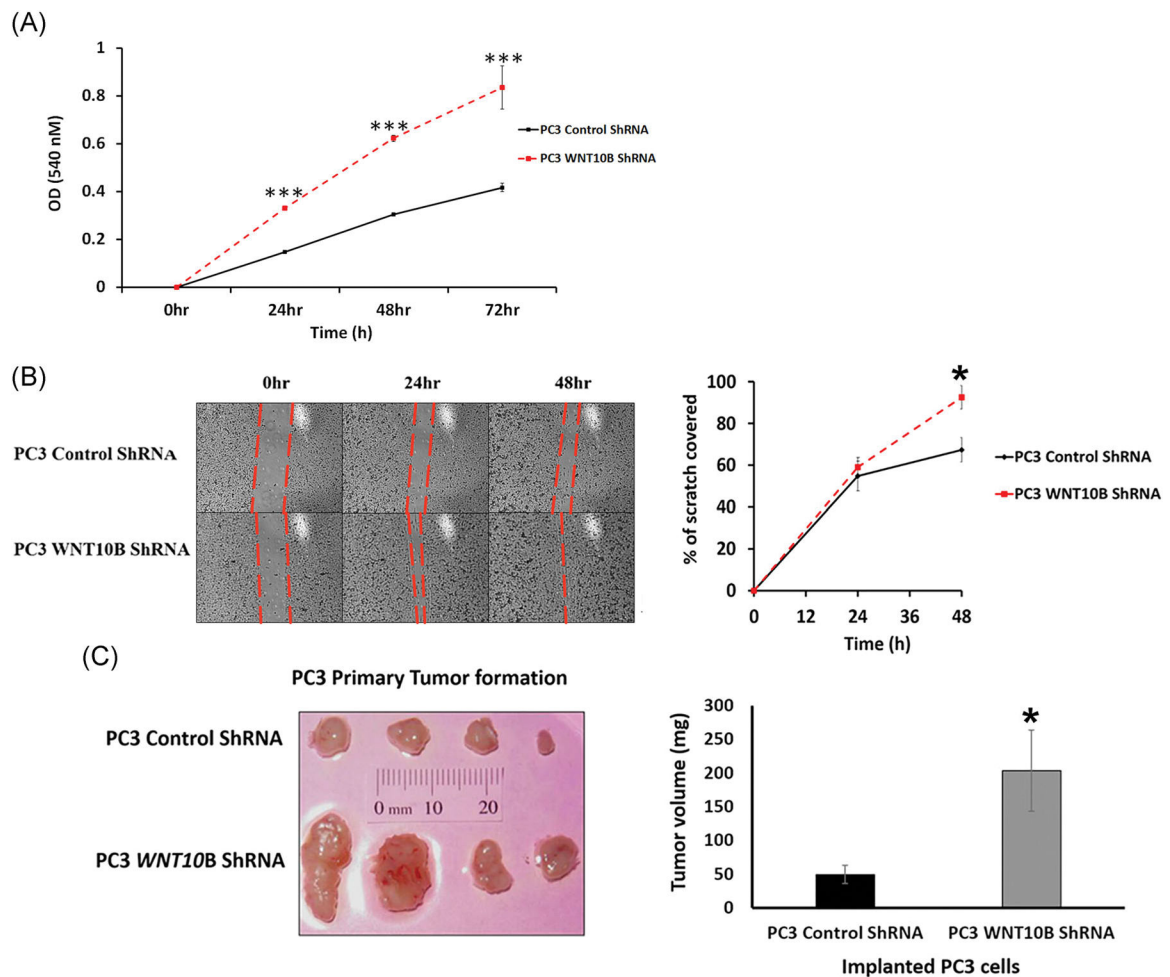 (A)
1
0.8
0.6
0.4
0.2
0
OD (540 nM)
***
***
***
0hr
24hr
48hr
72hr
Time (h)
PC3 Control ShRNA
PC3 WNT10B ShRNA
(B)
0hr
24hr
48hr
PC3 Control ShRNA
PC3 WNT10B ShRNA
% of scratch covered
100
80
60
40
20
0
*
0
12
24
36
48
Time (h)
PC3 Control ShRNA
PC3 WNT10B ShRNA
(C)
PC3 Primary Tumor formation
PC3 Control ShRNA
0 mm 10 20
PC3 WNT10B ShRNA
Tumor volume (mg)
300
250
200
150
100
50
0
*
PC3 Control ShRNA
PC3 WNT10B ShRNA
Implanted PC3 cells